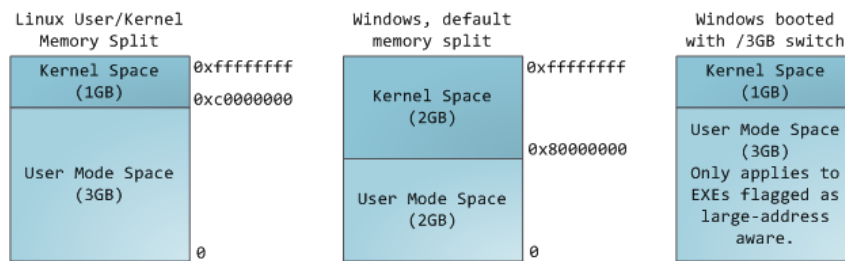 Linux User/Kernel
Memory Split
Kernel Space
(1GB)
0xffffffff
0xc0000000
User Mode Space
(3GB)
0
Windows, default
memory split
Kernel Space
(2GB)
0xffffffff
0x80000000
User Mode Space
(2GB)
0
Windows booted
with /3GB switch
Kernel Space
(1GB)
User Mode Space
(3GB)
Only applies to
EXEs flagged as
large-address
aware.